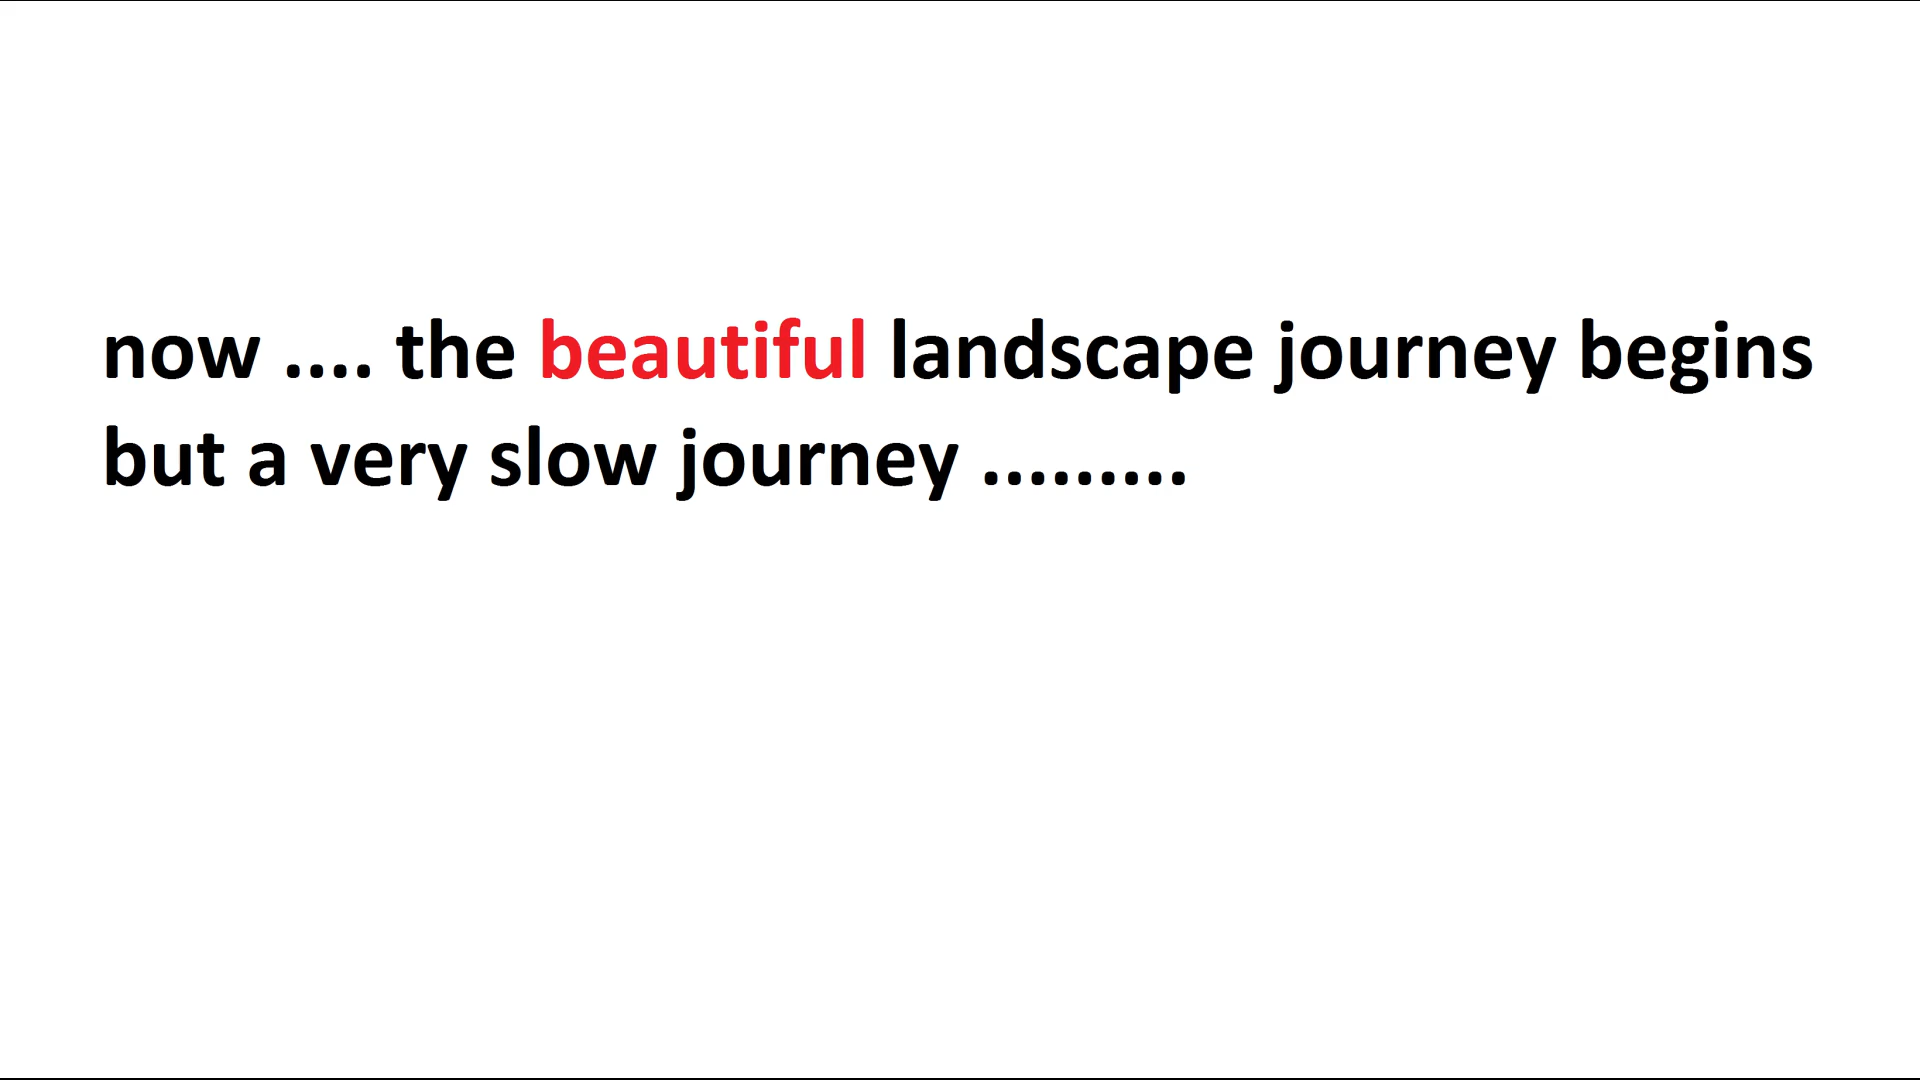 now .... the beautiful landscape journey begins
but a very slow journey .........